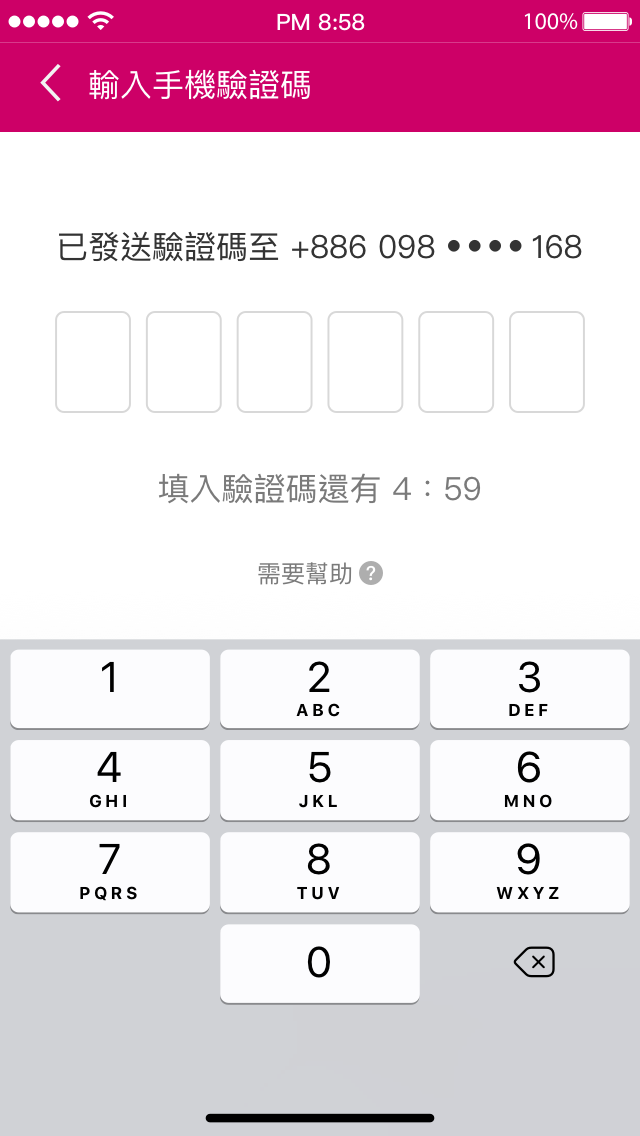 PM 8:58 100%
輸入手機驗證碼
已發送驗證碼至 +886 098 ●●●● 168
填入驗證碼還有 4：59
需要幫助 ?
1 2 3
ABC DEF
4 5 6
GHI JKL MNO
7 8 9
PQRS TUV WXYZ
0